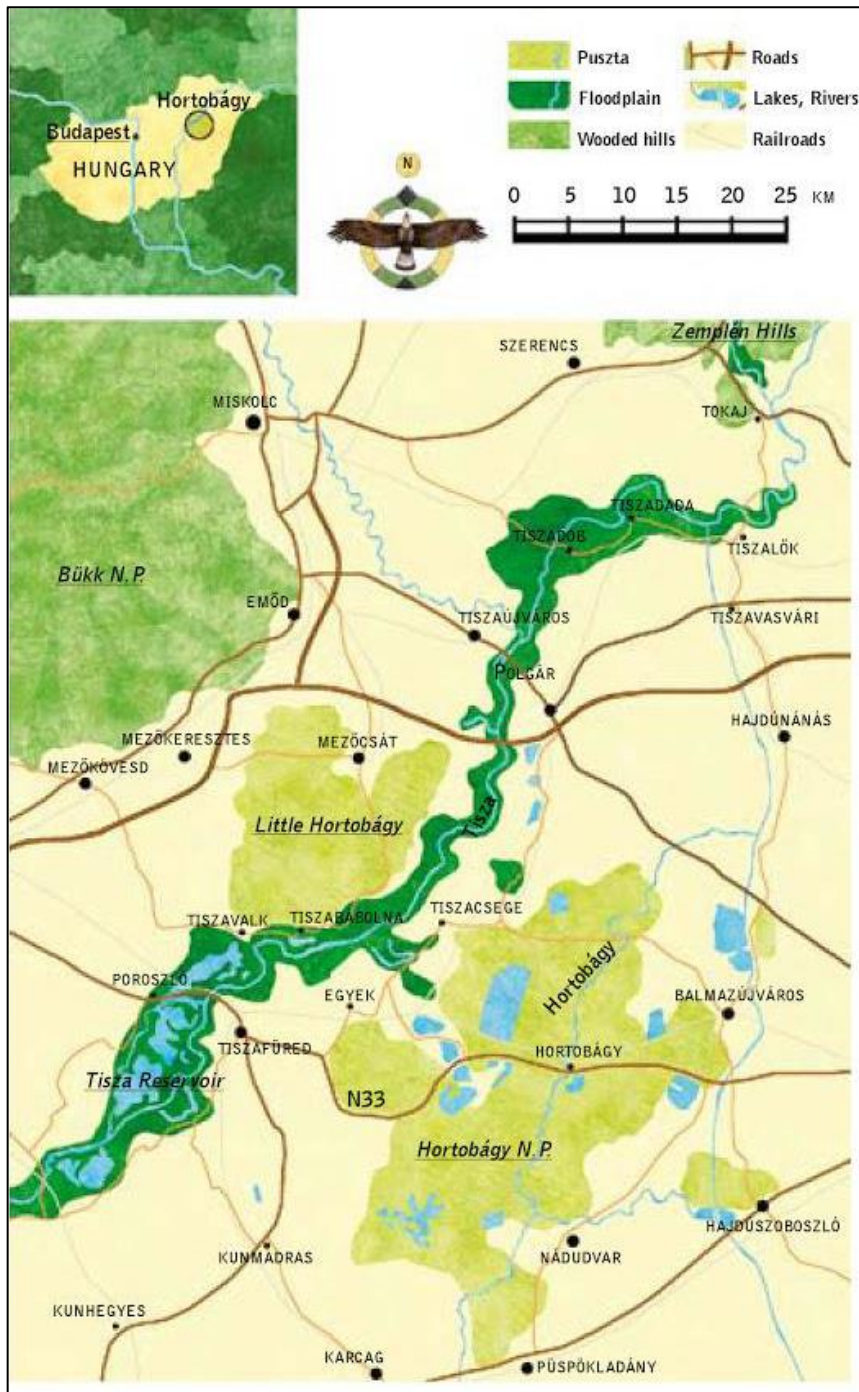 Hortobágy
Budapest
HUNGARY
Puszta
Floodplain
Wooded hills
Roads
Lakes, Rivers
Railroads
N
0 5 10 15 20 25 KM
Zemplén Hills
SZERENCS
MISKOLC
TOKAJ
TISZADADA
TISZADOB
TISZALŐK
Bükk N.P.
EMŐD
TISZAÚJVÁROS
TISZAVASVÁRI
POLGÁR
HAJDÚNÁNÁS
MEZŐKERESZTES
MEZŐCSÁT
MEZŐKÖVESD
Tisza
Little Hortobágy
TISZAVALK
TISZABÁBOLNA
TISZACSEGE
Hortobágy
POROSZLÓ
EGYEK
BALMAZÚJVÁROS
TISZAFÜRED
HORTOBÁGY
Tisza Reservoir
N33
Hortobágy N.P.
HAJDÚSZOBOSZLÓ
KUNMADRAS
NÁDUDVAR
KUNHEGYES
KARCAG
PÜSPÖKLADÁNY